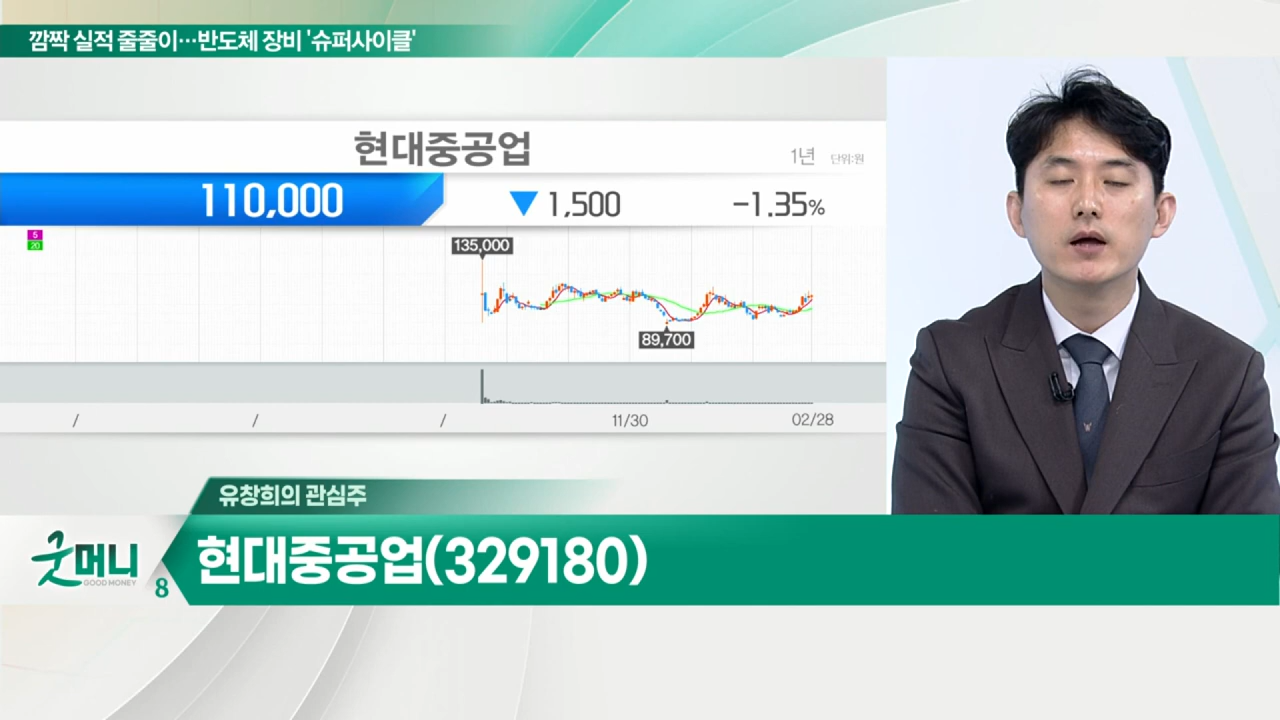 깜짝 실적 줄줄이…반도체 장비 '슈퍼사이클'
현대중공업
1년 단위:원
110,000 ▼ 1,500 -1.35%
5
20
135,000
89,700
/ / / 11/30 02/28
유창희의 관심주
굿머니
GOOD MONEY
8
현대중공업(329180)